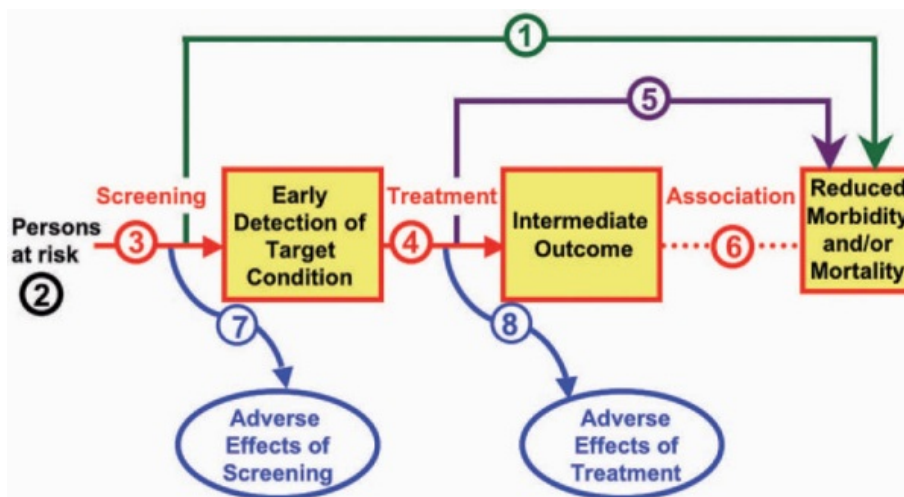 1
5
Screening
Early
Detection of
Target
Condition
Treatment
Intermediate
Outcome
Association
Reduced
Morbidity
and/or
Mortality
Persons
at risk
2
3
4
6
7
8
Adverse
Effects of
Screening
Adverse
Effects of
Treatment